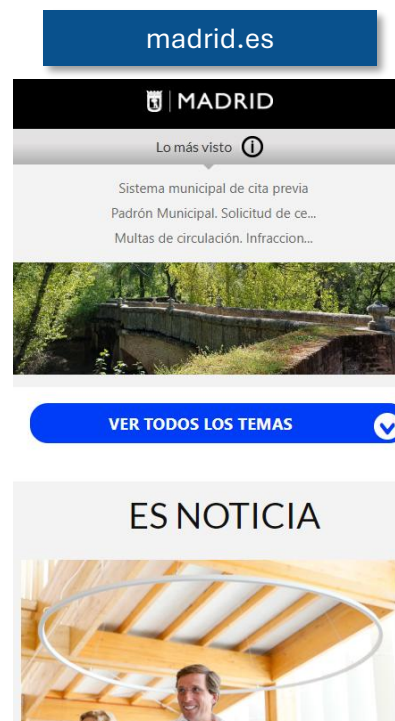 madrid.es
MADRID
Lo más visto
Sistema municipal de cita previa
Padrón Municipal. Solicitud de ce...
Multas de circulación. Infraccion...
VER TODOS LOS TEMAS
ES NOTICIA